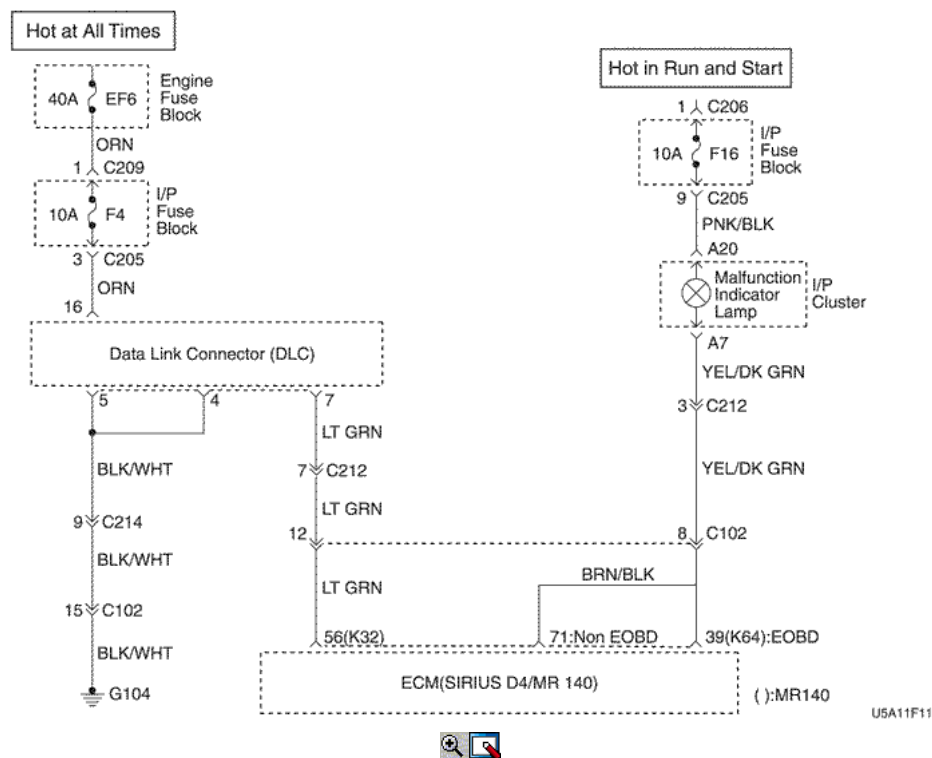 Hot at All Times
Hot in Run and Start
40A EF6
Engine
Fuse
Block
ORN
1 C209
10A F4
I/P
Fuse
Block
3 C205
ORN
16
1 C206
10A F16
I/P
Fuse
Block
9 C205
PNK/BLK
A20
Malfunction
Indicator
Lamp
I/P
Cluster
A7
YEL/DK GRN
3 C212
YEL/DK GRN
8 C102
Data Link Connector (DLC)
5 4 7
LT GRN
BLK/WHT
7 C212
LT GRN
9 C214
12
BLK/WHT
LT GRN
BRN/BLK
15 C102
BLK/WHT
56(K32)
71:Non EOBD
39(K64):EOBD
G104
ECM(SIRIUS D4/MR 140)
( ):MR140
U5A11F11